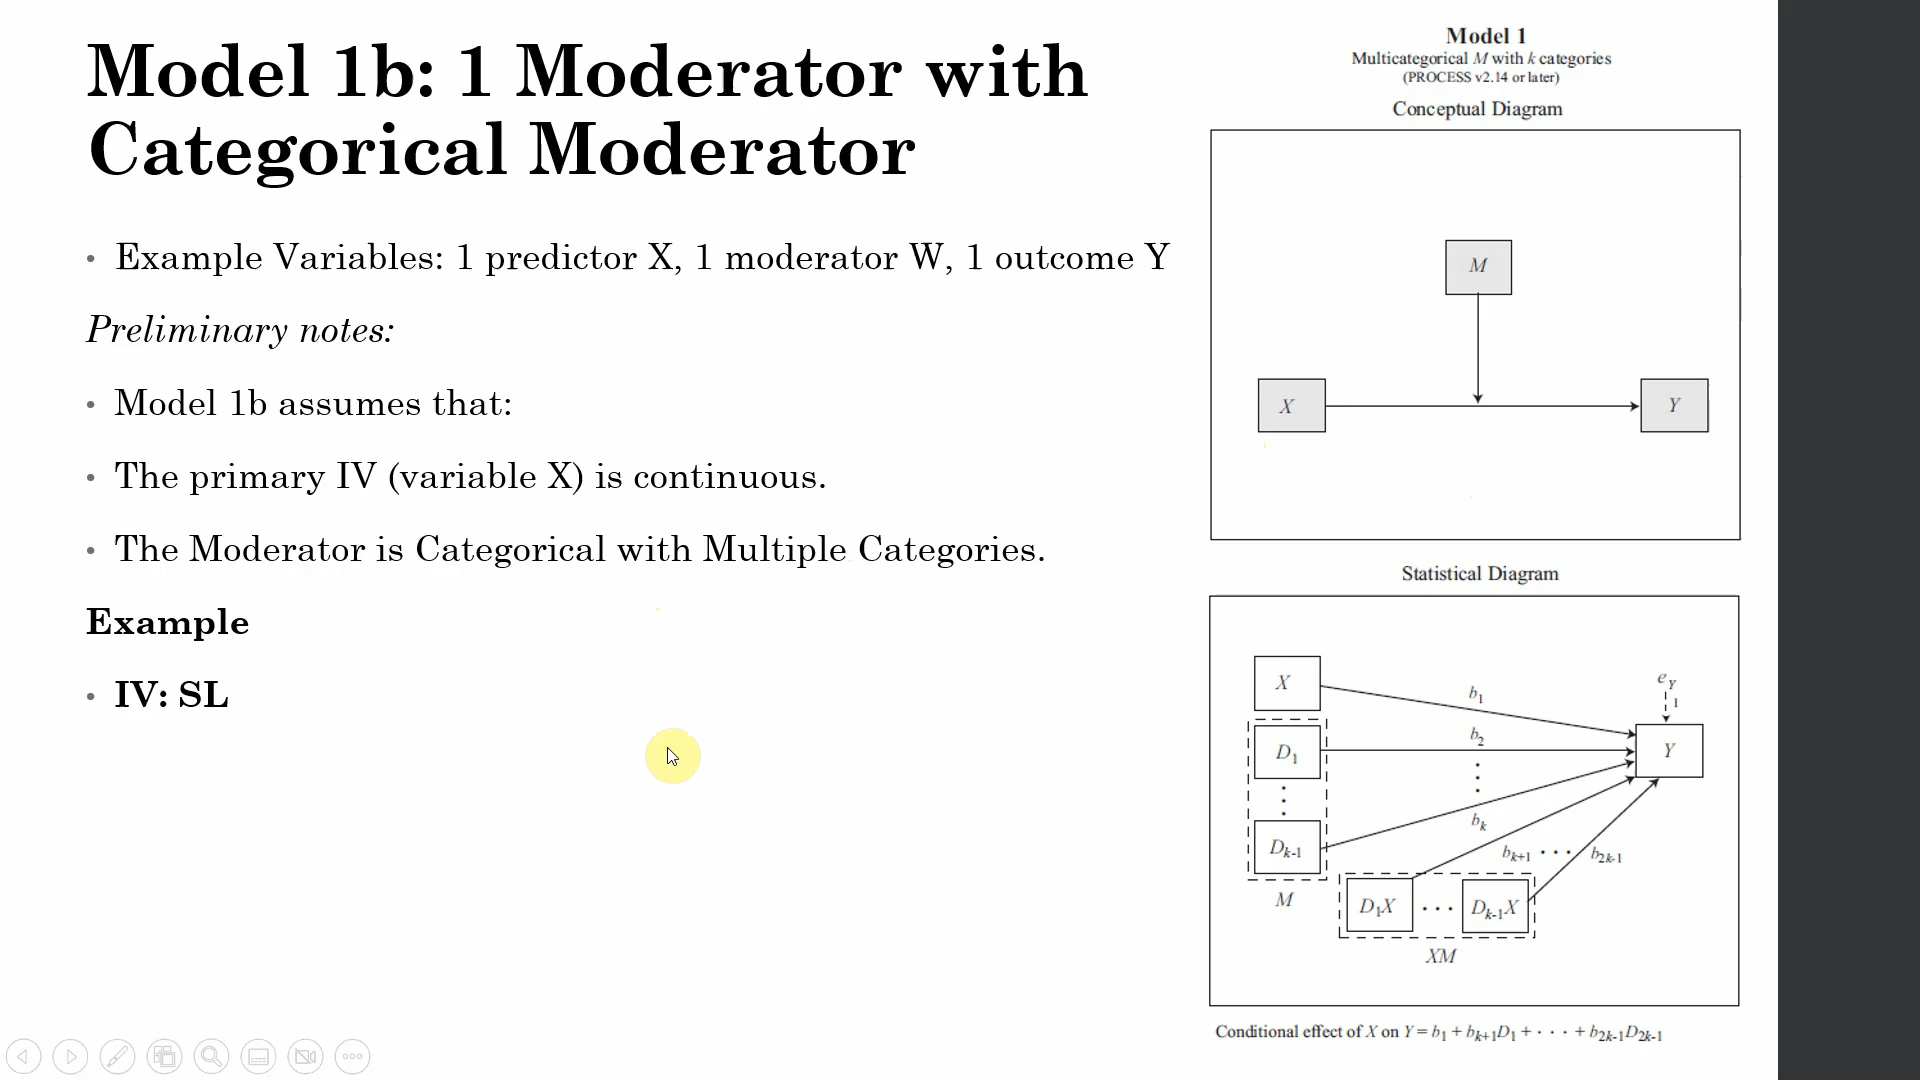 Model 1b: 1 Moderator with
Categorical Moderator
• Example Variables: 1 predictor X, 1 moderator W, 1 outcome Y
Preliminary notes:
• Model 1b assumes that:
• The primary IV (variable X) is continuous.
• The Moderator is Categorical with Multiple Categories.
Example
• IV: SL
Model 1
Multicategorical M with k categories
(PROCESS v2.14 or later)
Conceptual Diagram
M
X
Y
Statistical Diagram
X
b1
eY
1
D1
b2
Y
Dk-1
bk
bk+1 · · · b2k-1
M
D1X · · · Dk-1X
XM
Conditional effect of X on Y = b1 + bk+1D1 + · · · + b2k-1D2k-1